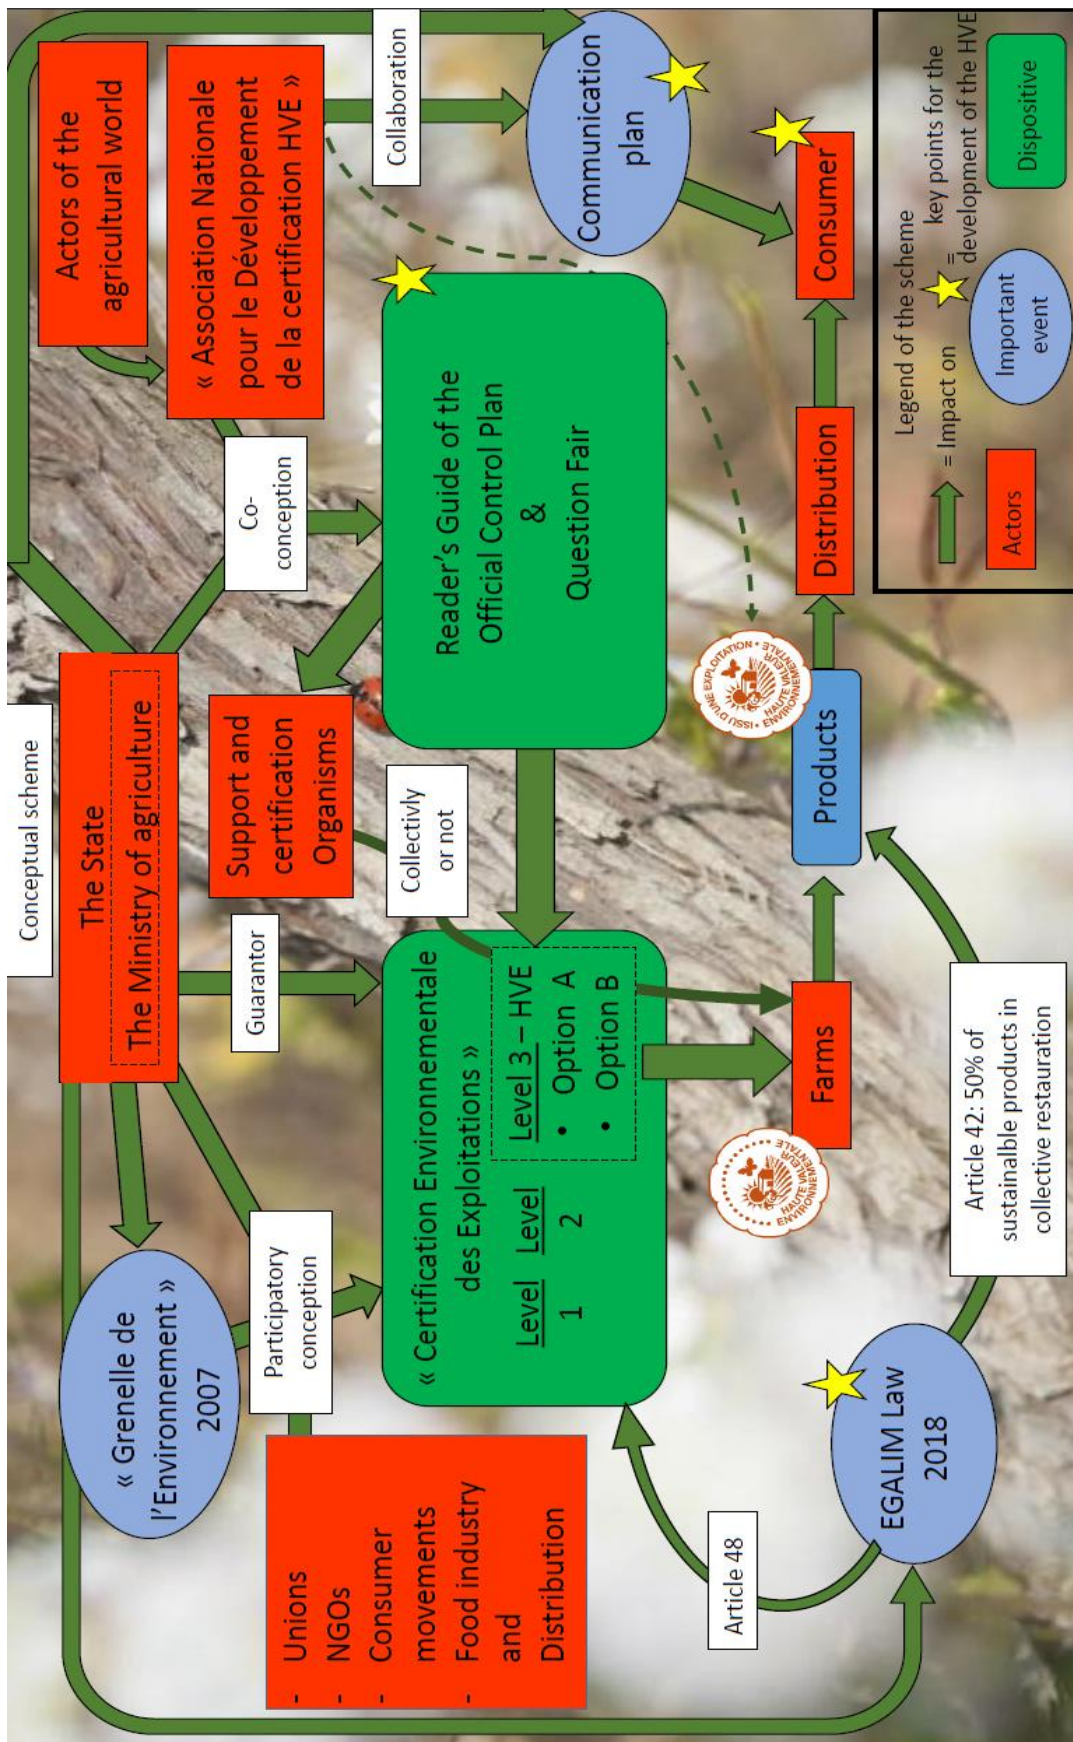 Conceptual scheme
The State
The Ministry of agriculture
Actors of the
agricultural world
« Association Nationale
pour le Développement
de la certification HVE »
Collaboration
« Grenelle de
l'Environnement »
2007
Participatory
conception
Guarantor
Support and
certification
Organisms
Co-
conception
- Unions
- NGOs
- Consumer
movements
- Food industry
and
Distribution
« Certification Environnementale
des Exploitations »
Level
1
Level
2
Level 3 – HVE
• Option A
• Option B
Collectivly
or not
Reader's Guide of the
Official Control Plan
&
Question Fair
Communication
plan
Article 48
HAUTE VALEUR
ENVIRONNEMENTALE
ISSU D'UNE EXPLOITATION
HAUTE VALEUR
ENVIRONNEMENTALE
EGALIM Law
2018
Farms
Products
Distribution
Consumer
Article 42: 50% of
sustainalble products in
collective restauration
Legend of the scheme
= Impact on
= key points for the
development of the HVE
Actors
Important
event
Dispositive